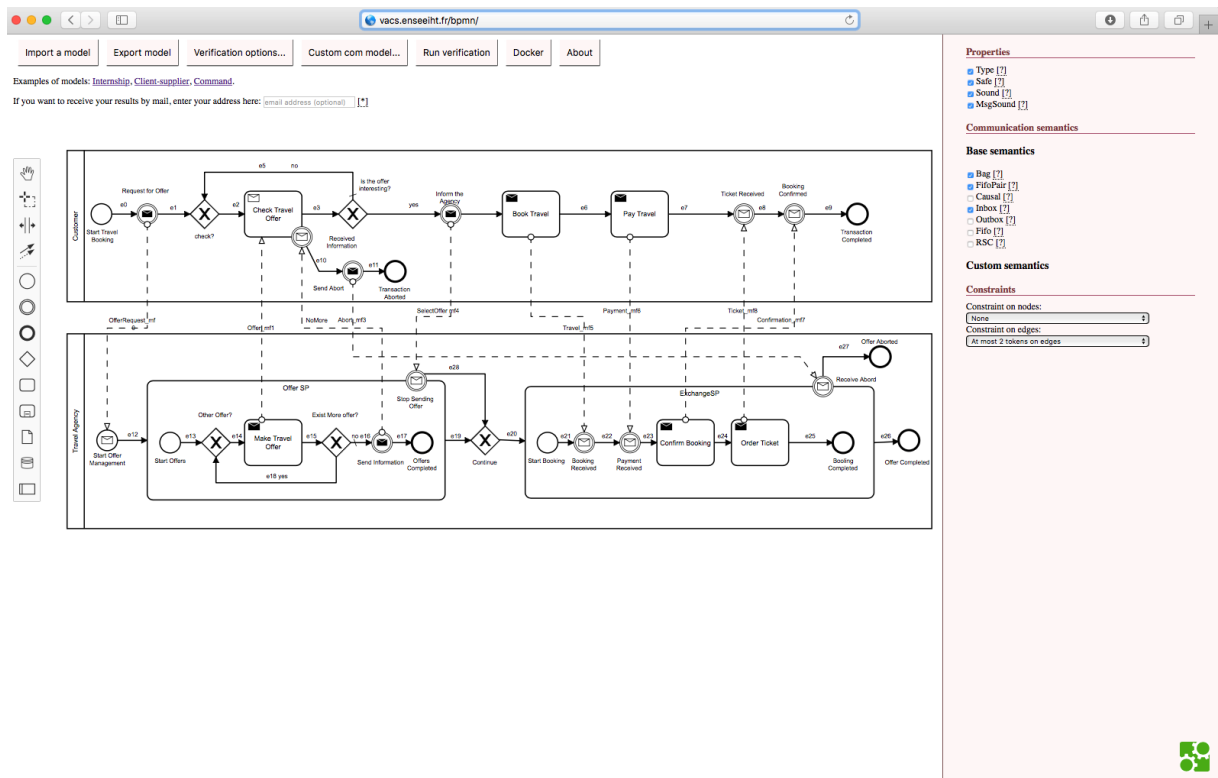 vacs.enseeiht.fr/bpmn/
Import a model
Export model
Verification options...
Custom com model...
Run verification
Docker
About
Examples of models: Internship, Client-supplier, Command.
If you want to receive your results by mail, enter your address here: email address (optional) [*]
Customer
Start Travel
Booking
e0
Request for Offer
e1
check?
e2
e5
no
Check Travel
Offer
e3
Is the offer
interesting?
Received
Information
yes
Inform the
Agency
Book Travel
e6
Pay Travel
e7
Ticket Received
e8
Booking
Confirmed
e9
Transaction
Completed
e10
Send Abort
e11
Transaction
Aborted
OfferRequest_mf
0
Offer_mf1
NoMore
Abort_mf3
SelectOffer_mf4
Travel_mf5
Payment_mf6
Ticket_mf8
Confirmation_mf7
Travel Agency
Start Offer
Management
e12
Offer SP
Start Offers
e13
Other Offer?
e14
Make Travel
Offer
e15
Exist More offer?
no e16
Send Information
e17
Offers
Completed
e18 yes
Stop Sending
Offer
e28
e19
Continue
e20
ExchangeSP
Start Booking
e21
Booking
Received
e22
Payment
Received
e23
Confirm Booking
e24
Order Ticket
e25
Booling
Completed
e26
Offer Completed
Receive Abord
e27
Offer Aborted
Properties
Type [?]
Safe [?]
Sound [?]
MsgSound [?]
Communication semantics
Base semantics
Bag [?]
FifoPair [?]
Causal [?]
Inbox [?]
Outbox [?]
Fifo [?]
RSC [?]
Custom semantics
Constraints
Constraint on nodes:
None
Constraint on edges:
At most 2 tokens on edges